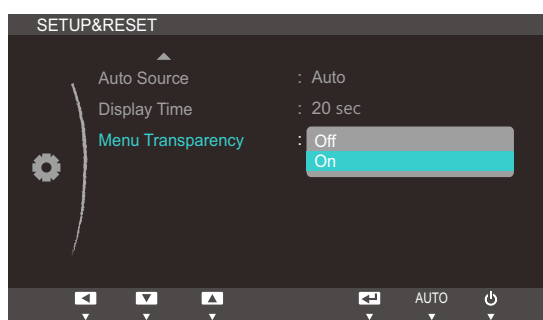 SETUP&RESET
Auto Source : Auto
Display Time : 20 sec
Menu Transparency : Off
On
AUTO